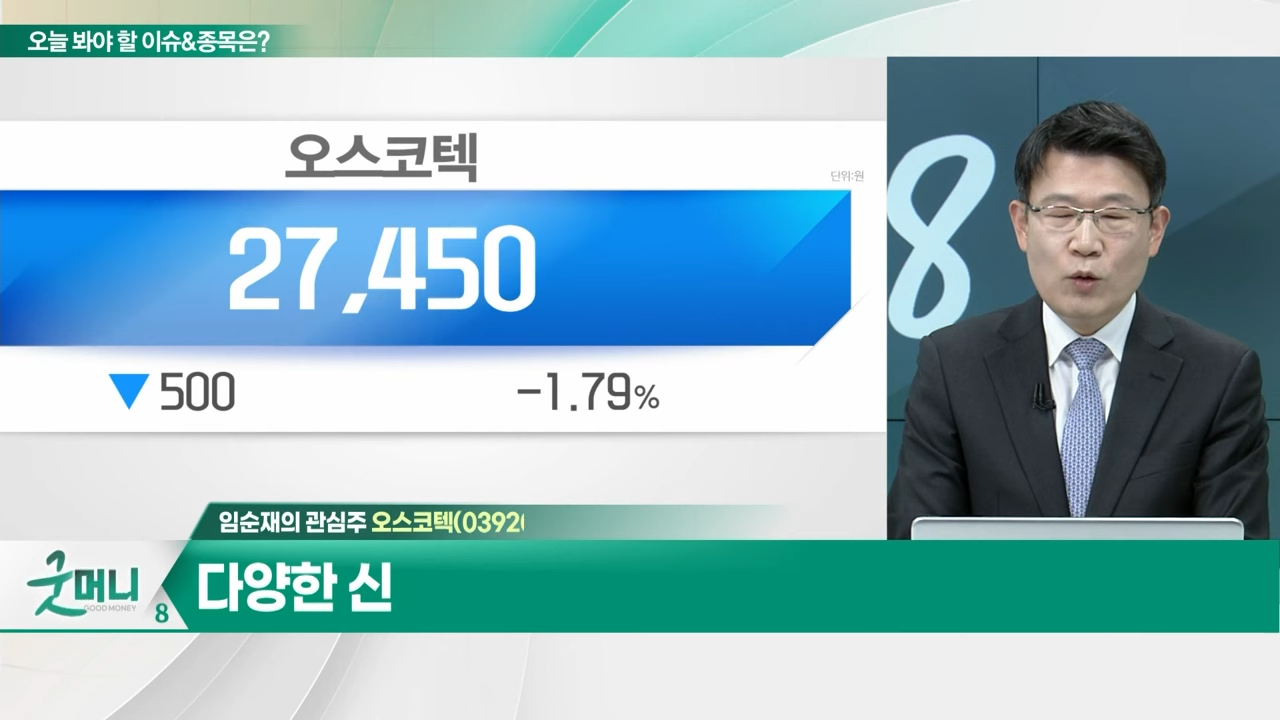 오늘 봐야 할 이슈&종목은?
오스코텍
단위:원
27,450
▼500 -1.79%
8
임순재의 관심주 오스코텍(0392
다양한 신
굿머니
GOOD MONEY
8